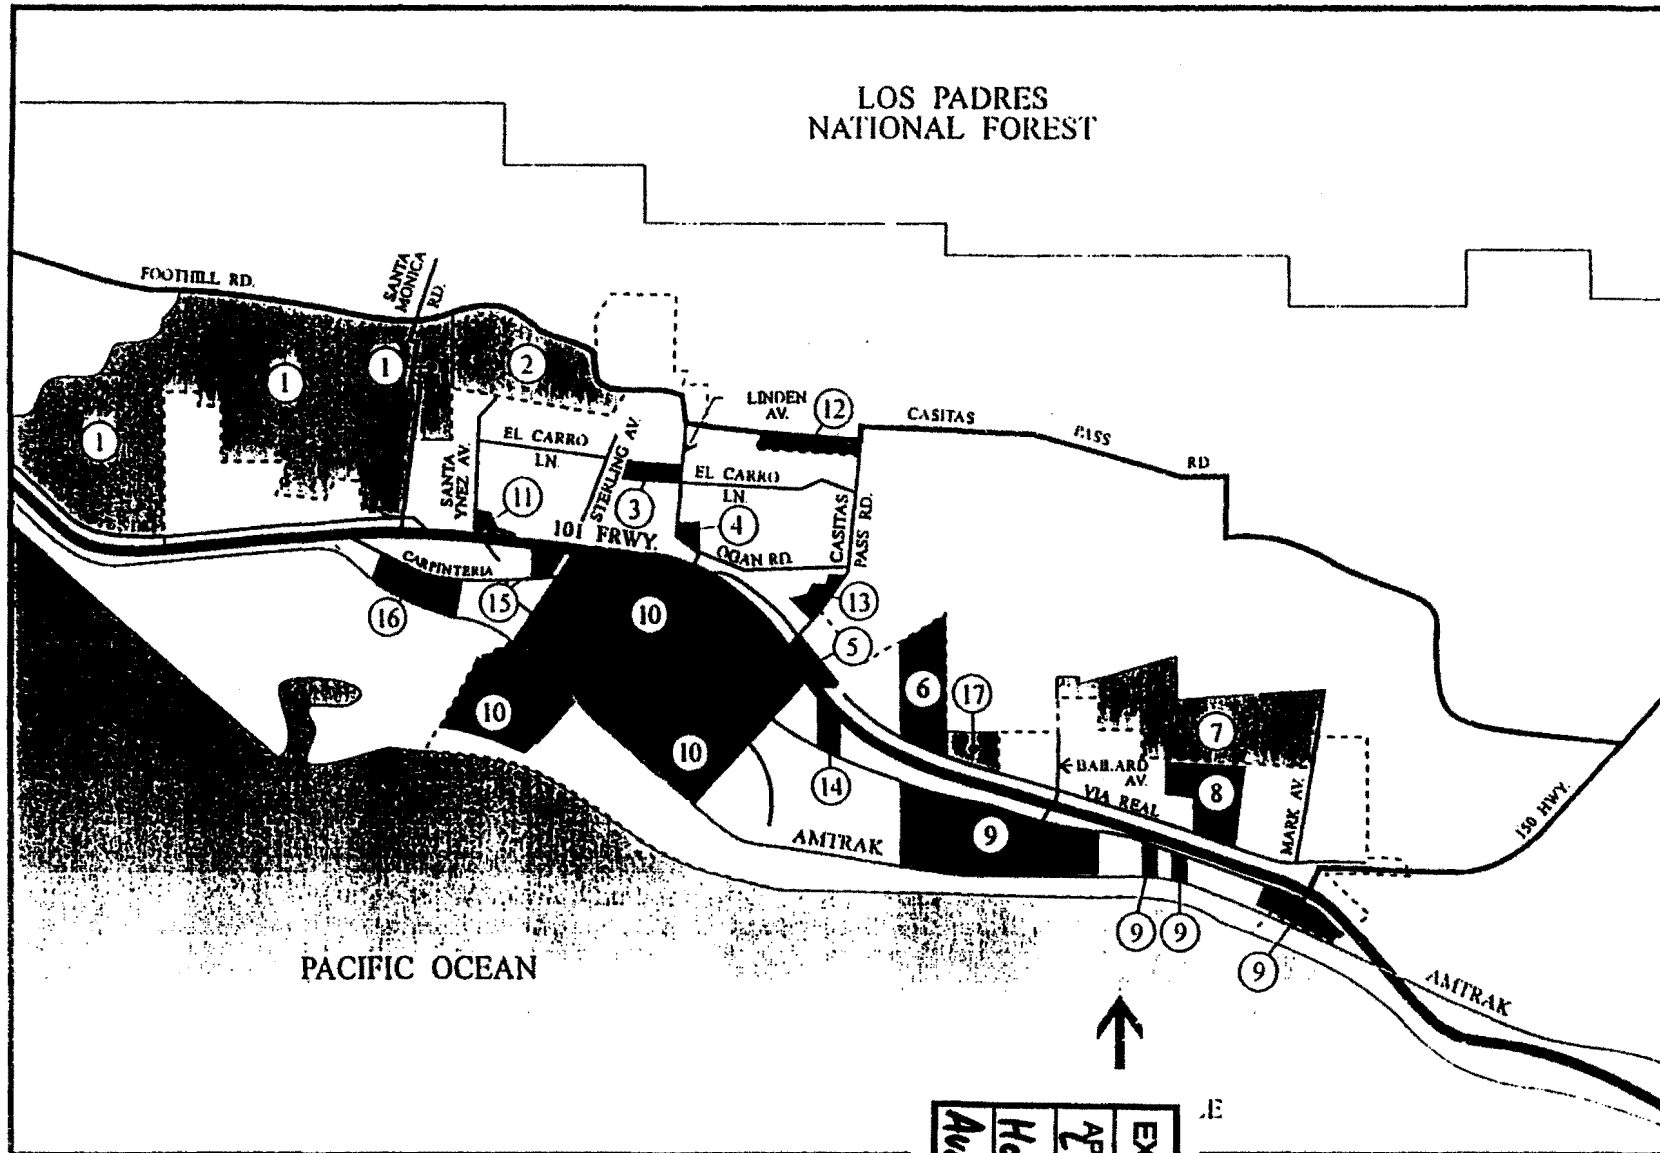 LOS PADRES
NATIONAL FOREST
FOOTHILL RD.
SANTA
MONICA
RD.
1
1
1
2
LINDEN
AV.
12
CASITAS
PASS
RD
EL CARRO
LN.
STERLING AV.
SANTA
YNEZ AV.
EL CARRO
LN.
3
11
4
101 FRWY.
OGAN RD.
CASITAS
PASS RD.
CARPINTERIA
15
16
10
13
5
6
17
10
10
14
7
BAILARD
AV.
VIA REAL
8
MARK AV.
150 HWY.
AMTRAK
9
9
9
9
PACIFIC OCEAN
AMTRAK
EX
AP